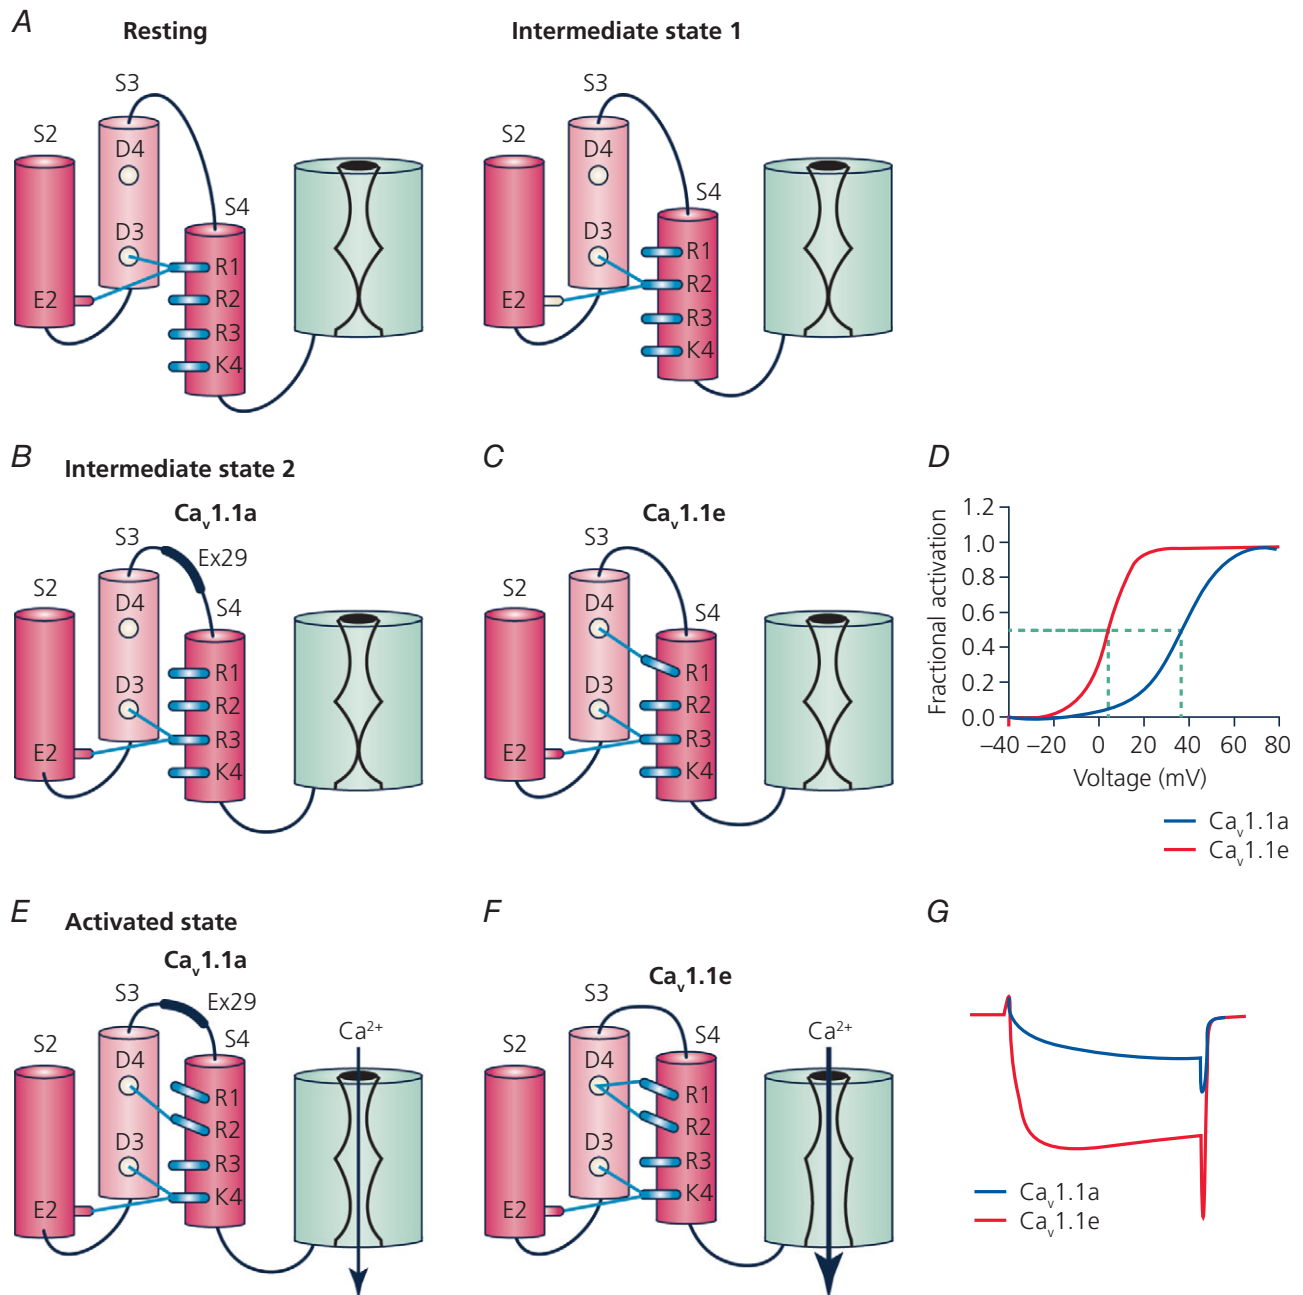 A
Resting
Intermediate state 1
S3
S2
D4
S4
D3
R1
E2
R2
R3
K4
S3
S2
D4
S4
D3
R1
E2
R2
R3
K4
B
Intermediate state 2
Cav1.1a
S3
Ex29
S2
D4
S4
R1
D3
R2
E2
R3
K4
C
Cav1.1e
S3
S2
D4
S4
R1
D3
R2
E2
R3
K4
D
Fractional activation
1.2
1.0
0.8
0.6
0.4
0.2
0.0
–40 –20 0 20 40 60 80
Voltage (mV)
Cav1.1a
Cav1.1e
E
Activated state
Cav1.1a
S3
Ex29
S2
D4
S4
R1
R2
D3
R3
E2
K4
Ca2+
F
Cav1.1e
S3
S2
D4
S4
R1
R2
D3
R3
E2
K4
Ca2+
G
Cav1.1a
Cav1.1e